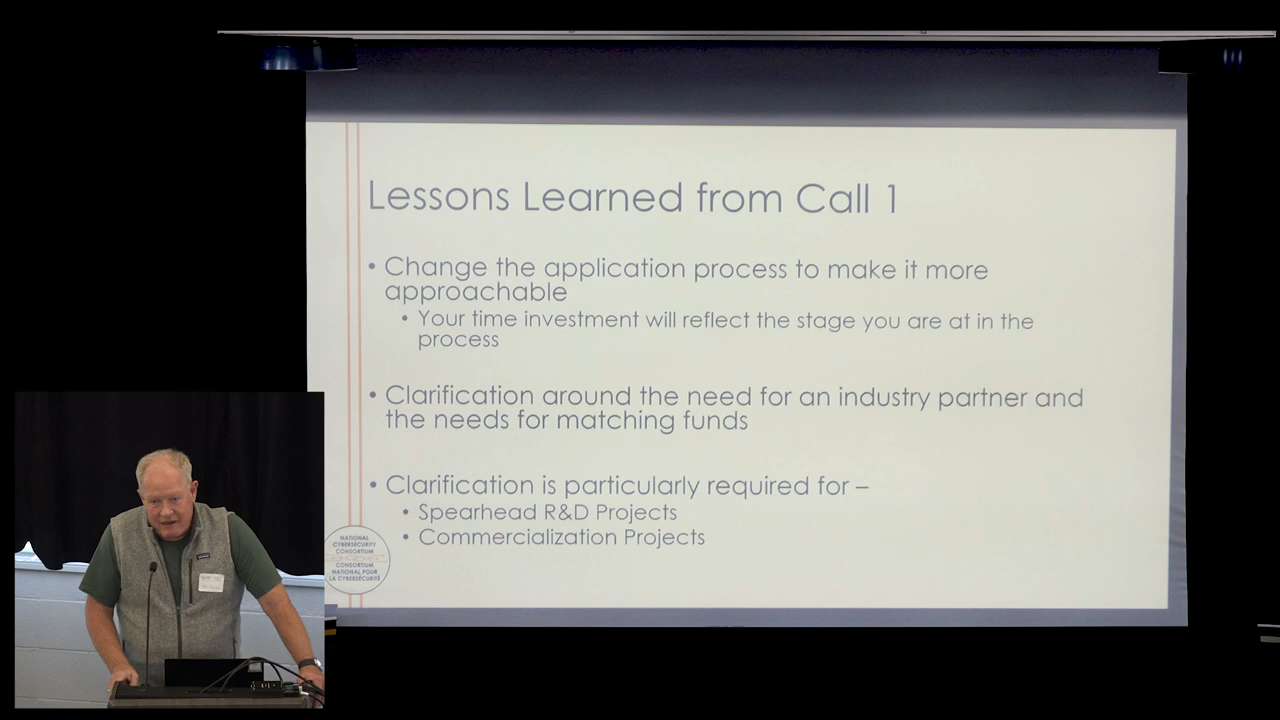 Lessons Learned from Call 1
• Change the application process to make it more
approachable
• Your time investment will reflect the stage you are at in the
process
• Clarification around the need for an industry partner and
the needs for matching funds
• Clarification is particularly required for –
• Spearhead R&D Projects
• Commercialization Projects
NATIONAL
CYBERSECURITY
CONSORTIUM
CONSORTIUM
NATIONAL POUR
LA CYBERSÉCURITÉ